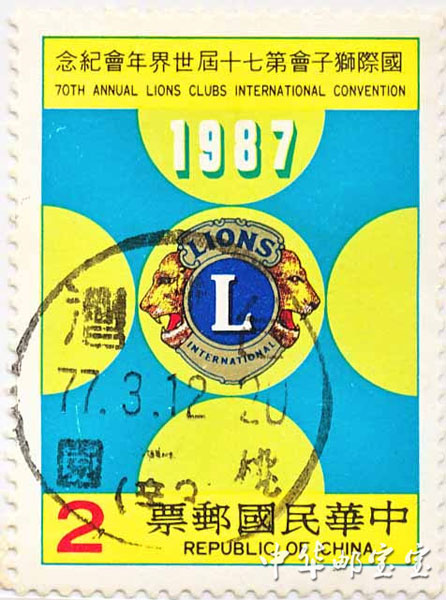 國際獅子會第七十屆世界年會紀念
70TH ANNUAL LIONS CLUBS INTERNATIONAL CONVENTION
1987
LIONS
L
INTERNATIONAL
77.3.12 20
2
中華民國郵票
REPUBLIC OF CHINA
中华邮宝宝